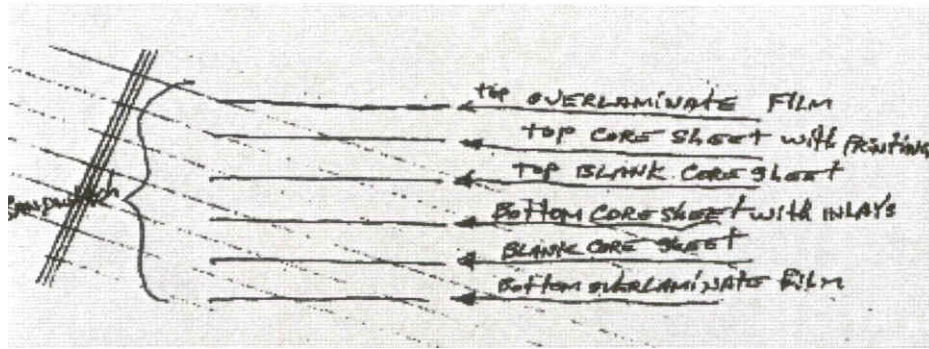 top OVERLAMINATE FILM
top CORE SHEET with PRINTING
TOP BLANK CORE SHEET
BOTTOM CORE SHEET WITH INLAYS
BLANK CORE SHEET
BOTTOM OVERLAMINATE FILM